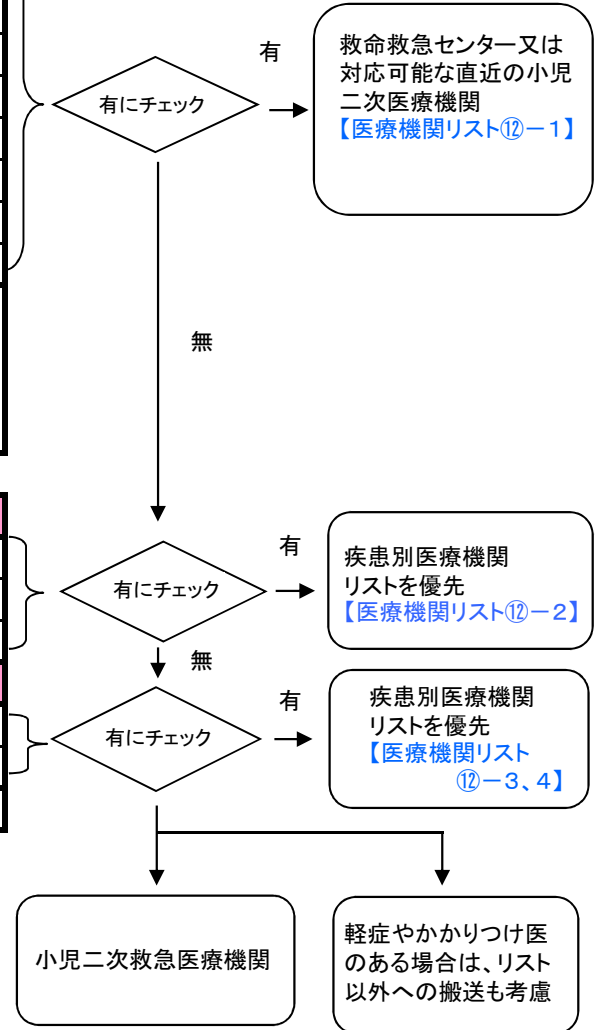 有
救命救急センター又は
対応可能な直近の小児
二次医療機関
【医療機関リスト⑫－1】
有にチェック
無
有
疾患別医療機関
リストを優先
【医療機関リスト⑫－2】
有にチェック
無
有
疾患別医療機関
リストを優先
【医療機関リスト
⑫－3、4】
有にチェック
小児二次救急医療機関
軽症やかかりつけ医
のある場合は、リスト
以外への搬送も考慮